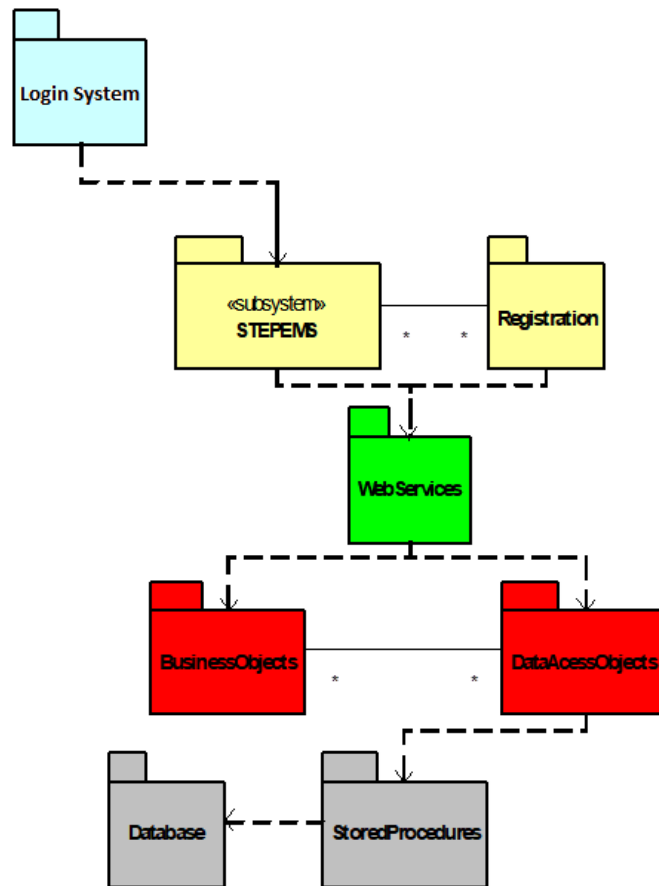 Login System
«subsystem»
STEPEMS
Registration
* *
WebServices
BusinessObjects
DataAcessObjects
* *
Database
StoredProcedures